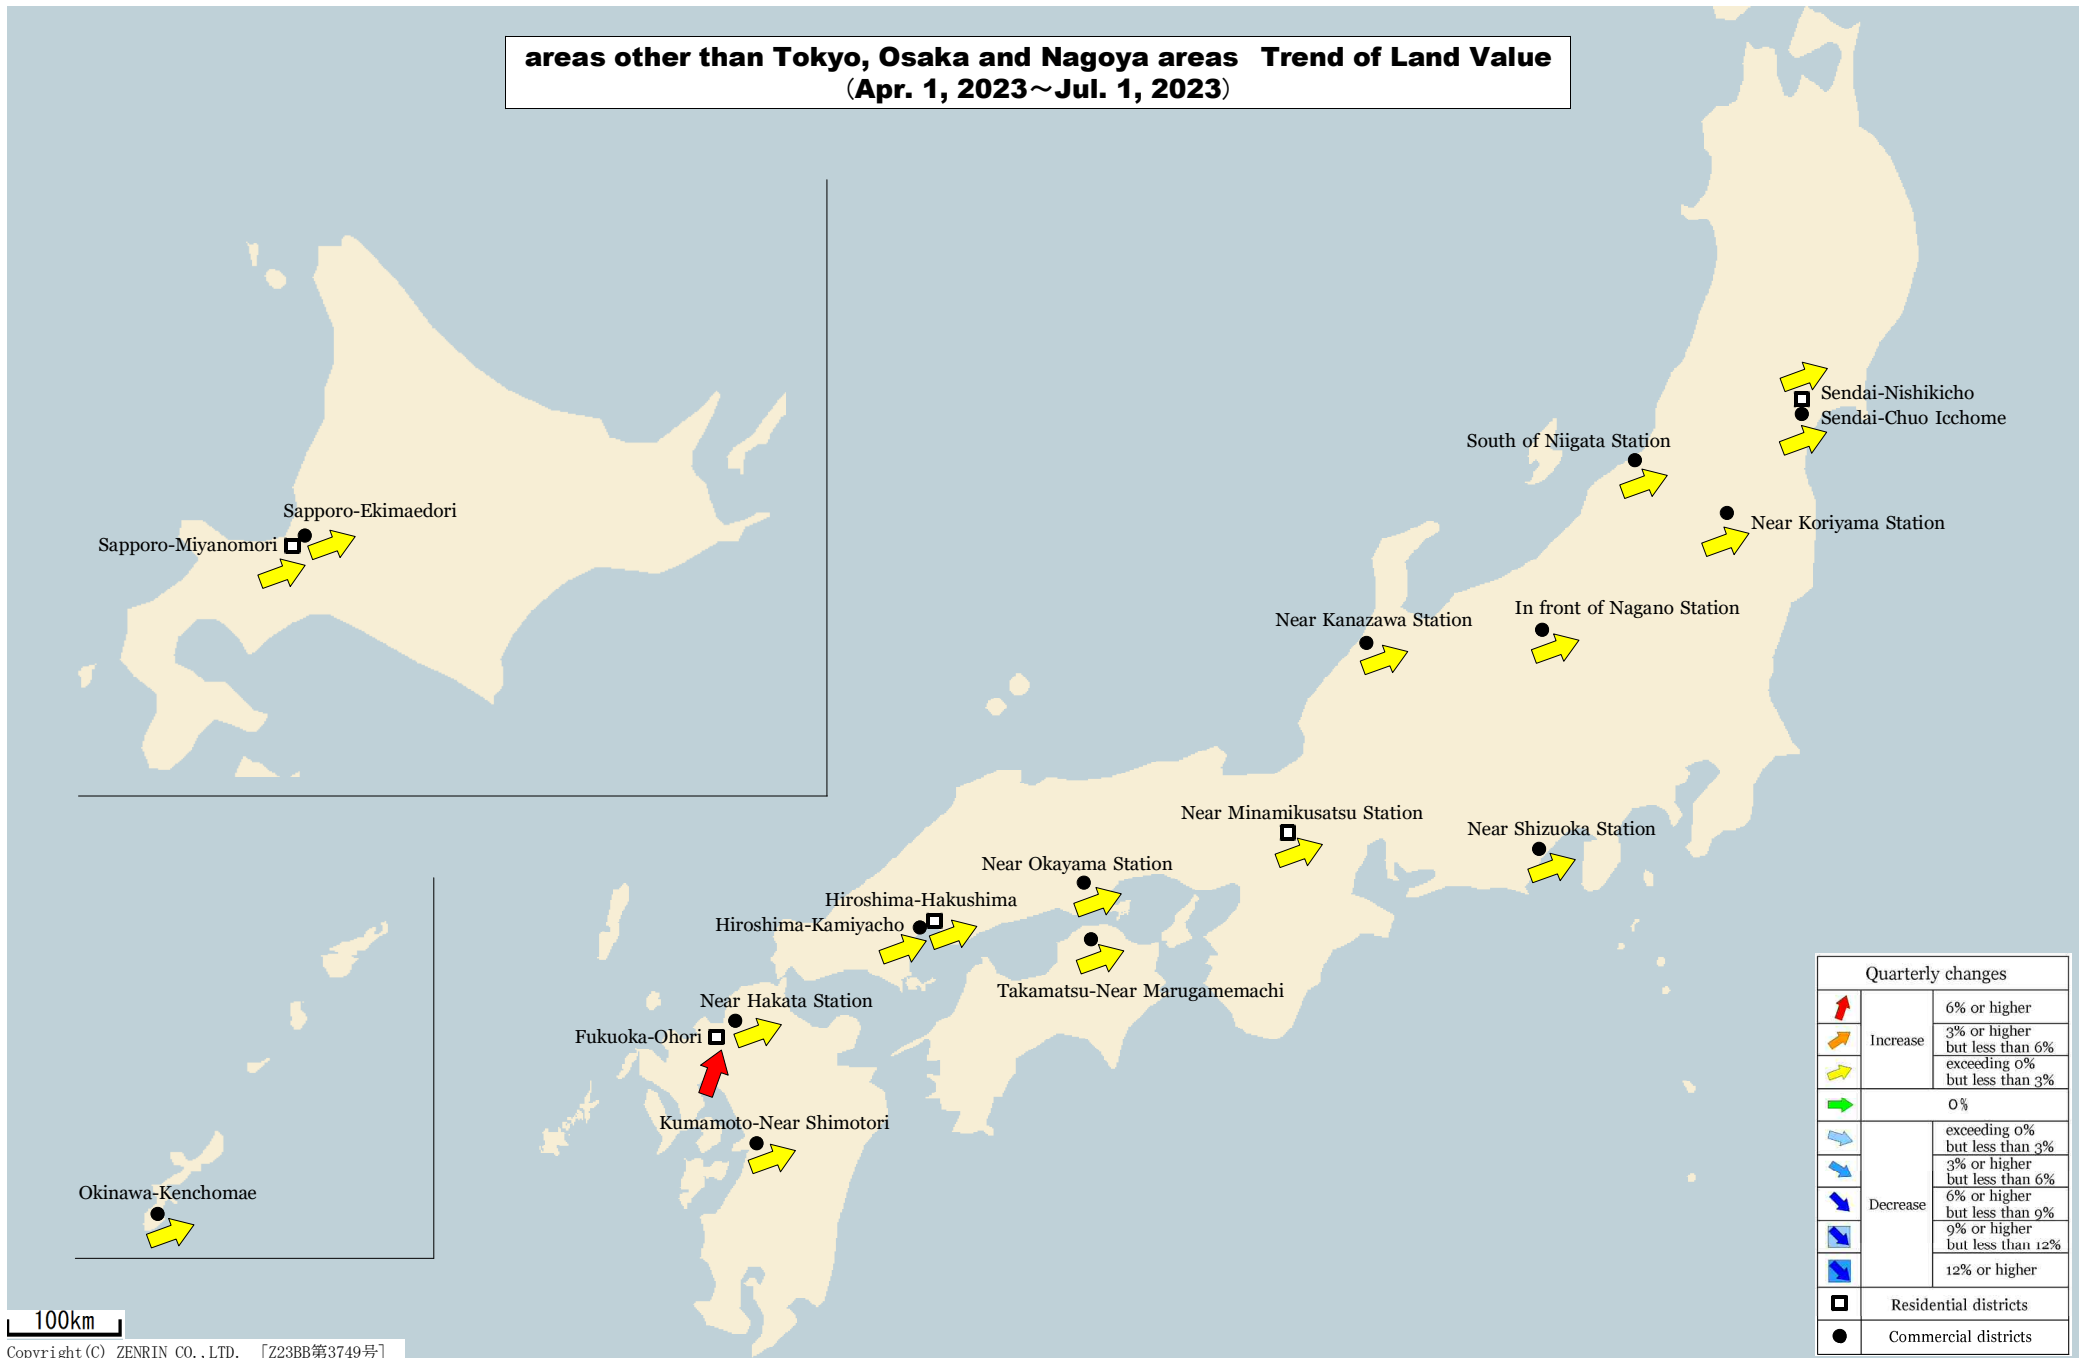 areas other than Tokyo, Osaka and Nagoya areas Trend of Land Value
（Apr. 1, 2023～Jul. 1, 2023）
Sendai-Nishikicho
Sendai-Chuo Icchome
South of Niigata Station
Near Koriyama Station
Sapporo-Ekimaedori
Sapporo-Miyanomori
In front of Nagano Station
Near Kanazawa Station
Near Minamikusatsu Station
Near Shizuoka Station
Near Okayama Station
Hiroshima-Hakushima
Hiroshima-Kamiyacho
Takamatsu-Near Marugamemachi
Near Hakata Station
Fukuoka-Ohori
Kumamoto-Near Shimotori
Okinawa-Kenchomae
Quarterly changes
Increase
6% or higher
3% or higher
but less than 6%
exceeding 0%
but less than 3%
0%
Decrease
exceeding 0%
but less than 3%
3% or higher
but less than 6%
6% or higher
but less than 9%
9% or higher
but less than 12%
12% or higher
Residential districts
Commercial districts
100km
Copyright(C) ZENRIN CO.,LTD. [Z23BB第3749号]